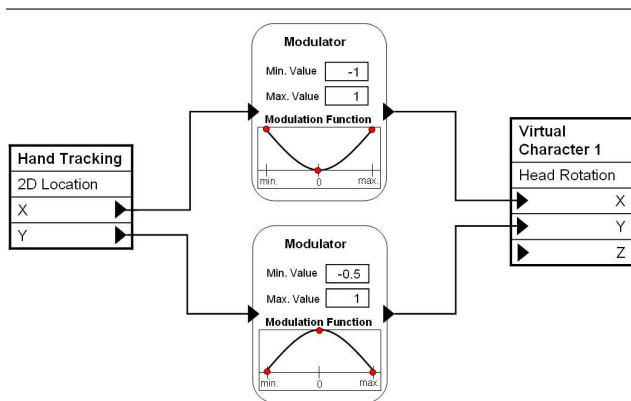 Hand Tracking
2D Location
X
Y
Modulator
Min. Value -1
Max. Value 1
Modulation Function
min. 0 max.
Modulator
Min. Value -0.5
Max. Value 1
Modulation Function
min. 0 max.
Virtual
Character 1
Head Rotation
X
Y
Z